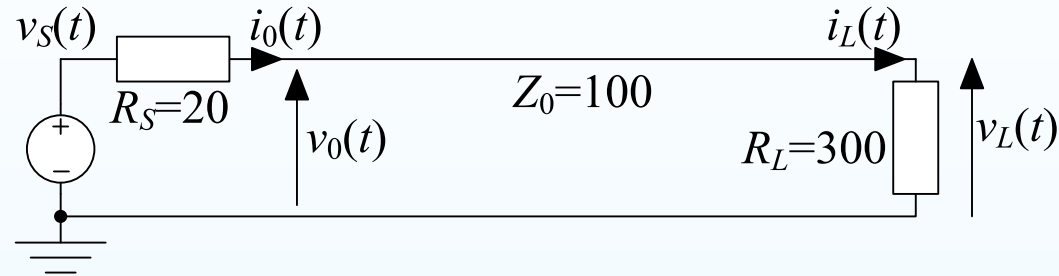 vS(t)
i0(t)
iL(t)
RS=20
Z0=100
v0(t)
RL=300
vL(t)
+
−